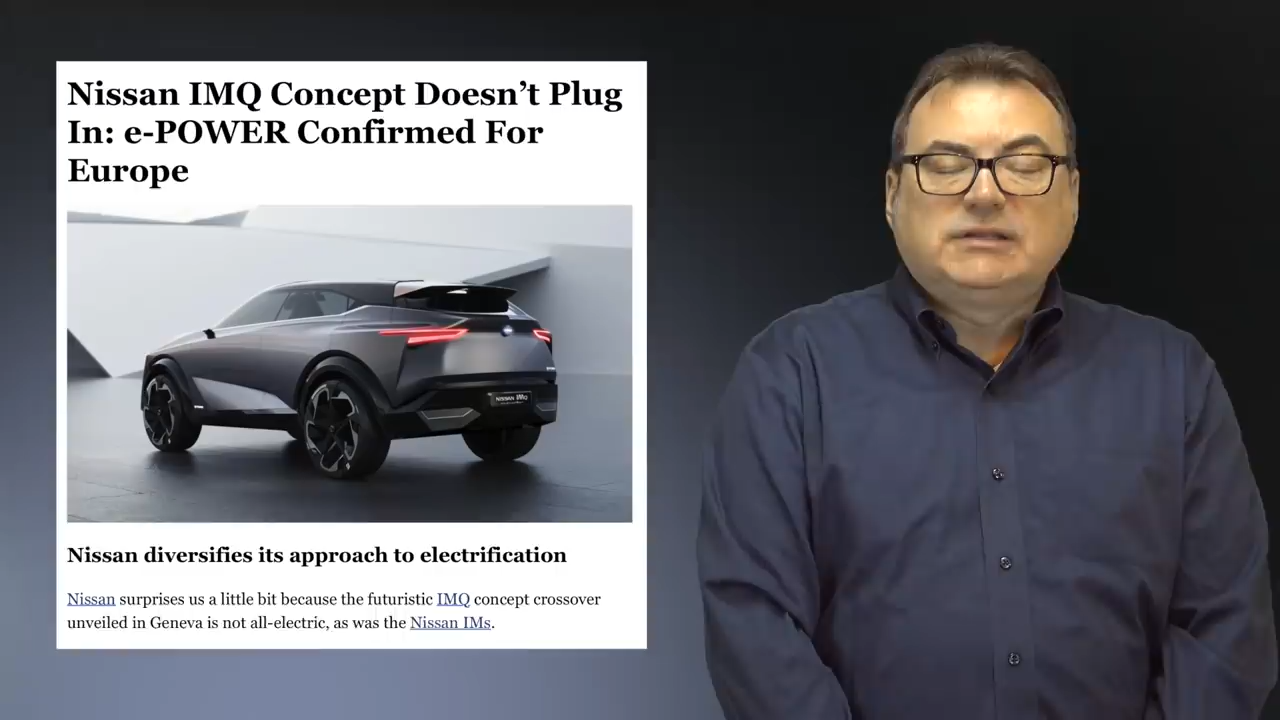 Nissan IMQ Concept Doesn’t Plug
In: e-POWER Confirmed For
Europe
NISSAN IMQ
Nissan diversifies its approach to electrification
Nissan surprises us a little bit because the futuristic IMQ concept crossover
unveiled in Geneva is not all-electric, as was the Nissan IMs.